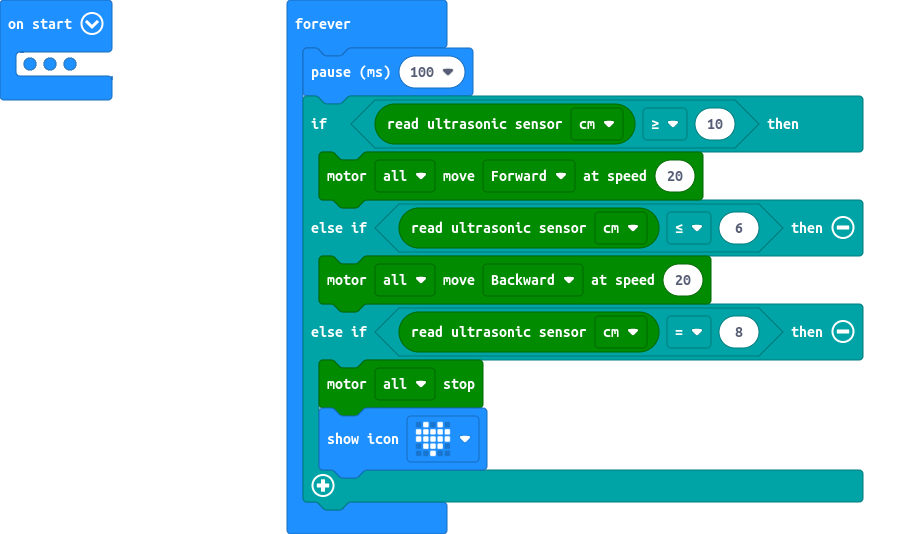 on start
forever
pause (ms) 100
if read ultrasonic sensor cm ≥ 10 then
motor all move Forward at speed 20
else if read ultrasonic sensor cm ≤ 6 then
motor all move Backward at speed 20
else if read ultrasonic sensor cm = 8 then
motor all stop
show icon